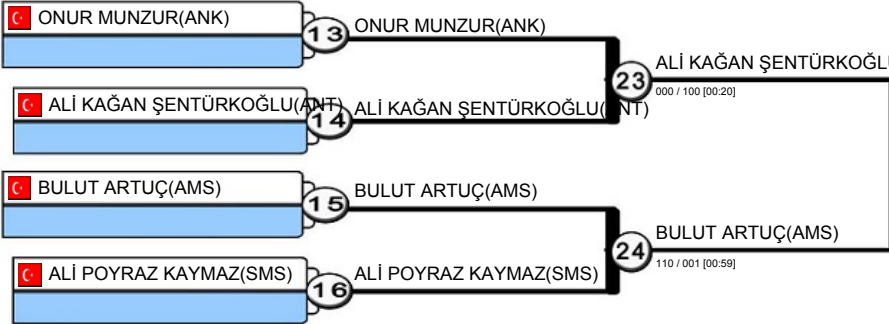 ONUR MUNZUR(ANK)
13
ONUR MUNZUR(ANK)
ALİ KAĞAN ŞENTÜRKOĞLU(ANT)
14
ALİ KAĞAN ŞENTÜRKOĞLU(ANT)
23
ALİ KAĞAN ŞENTÜRKOĞLU
000 / 100 [00:20]
BULUT ARTUÇ(AMS)
15
BULUT ARTUÇ(AMS)
ALİ POYRAZ KAYMAZ(SMS)
16
ALİ POYRAZ KAYMAZ(SMS)
24
BULUT ARTUÇ(AMS)
110 / 001 [00:59]